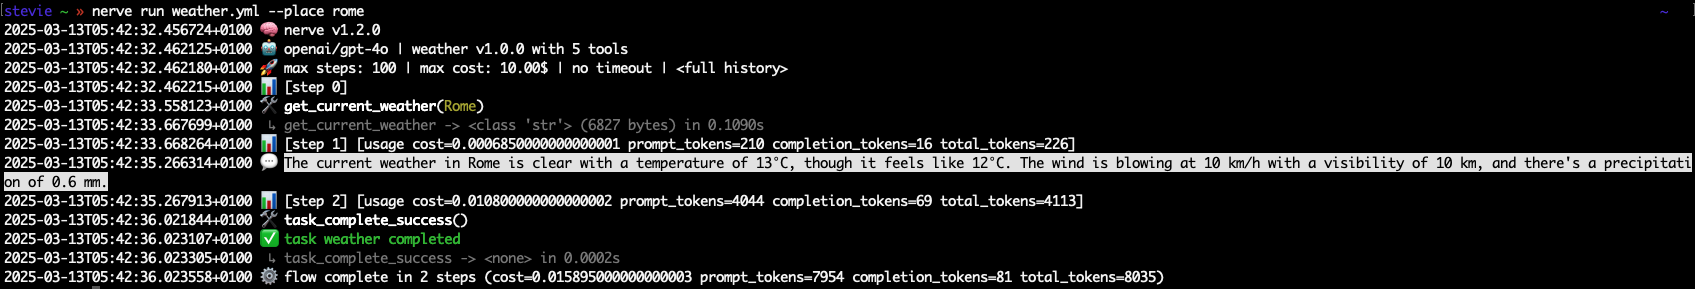 stevie ~ » nerve run weather.yml --place rome ~
2025-03-13T05:42:32.456724+0100 🧠 nerve v1.2.0
2025-03-13T05:42:32.462125+0100 🤖 openai/gpt-4o | weather v1.0.0 with 5 tools
2025-03-13T05:42:32.462180+0100 🚀 max steps: 100 | max cost: 10.00$ | no timeout | <full history>
2025-03-13T05:42:32.462215+0100 📊 [step 0]
2025-03-13T05:42:33.558123+0100 🛠 get_current_weather(Rome)
2025-03-13T05:42:33.667699+0100 ↳ get_current_weather -> <class 'str'> (6827 bytes) in 0.1090s
2025-03-13T05:42:33.668264+0100 📊 [step 1] [usage cost=0.0006850000000000001 prompt_tokens=210 completion_tokens=16 total_tokens=226]
2025-03-13T05:42:35.266314+0100 💬 The current weather in Rome is clear with a temperature of 13°C, though it feels like 12°C. The wind is blowing at 10 km/h with a visibility of 10 km, and there's a precipitati
on of 0.6 mm.
2025-03-13T05:42:35.267913+0100 📊 [step 2] [usage cost=0.010800000000000002 prompt_tokens=4044 completion_tokens=69 total_tokens=4113]
2025-03-13T05:42:36.021844+0100 🛠 task_complete_success()
2025-03-13T05:42:36.023107+0100 ✅ task weather completed
2025-03-13T05:42:36.023305+0100 ↳ task_complete_success -> <none> in 0.0002s
2025-03-13T05:42:36.023558+0100 ⚙️ flow complete in 2 steps (cost=0.015895000000000003 prompt_tokens=7954 completion_tokens=81 total_tokens=8035)